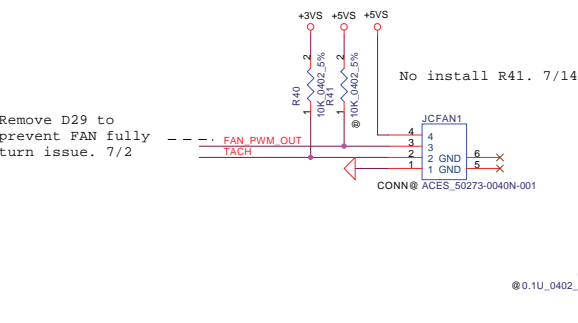 +3VS +5VS +5VS
2 2
R40
10K_0402_5%
R41
10K_0402_5%
1 1
@
No install R41. 7/14
Remove D29 to
prevent FAN fully
turn issue. 7/2
FAN_PWM_OUT
TACH
JCFAN1
4 4
3 3
2 2 GND 6
1 1 GND 5
CONN@ ACES_50273-0040N-001
@ 0.1U_0402_